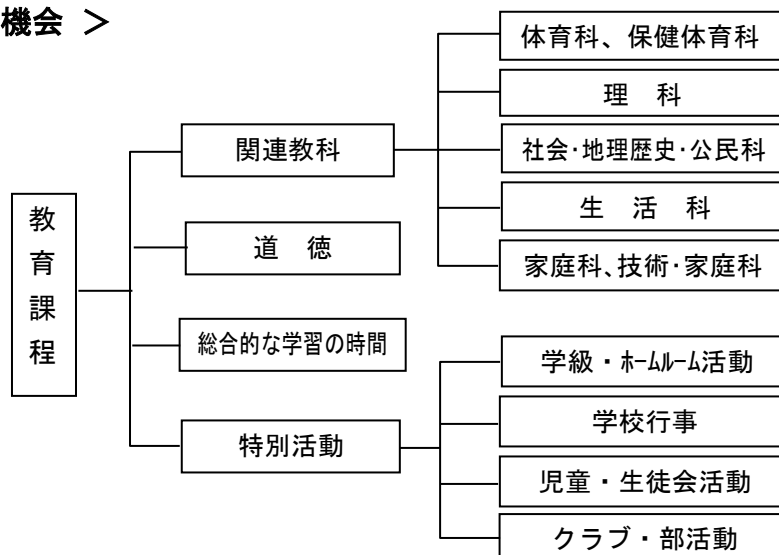 機会 ＞
教育課程
関連教科
道　徳
総合的な学習の時間
特別活動
体育科、保健体育科
理　科
社会･地理歴史･公民科
生　活　科
家庭科､技術･家庭科
学級・ﾎｰﾑﾙｰﾑ活動
学校行事
児童・生徒会活動
クラブ・部活動